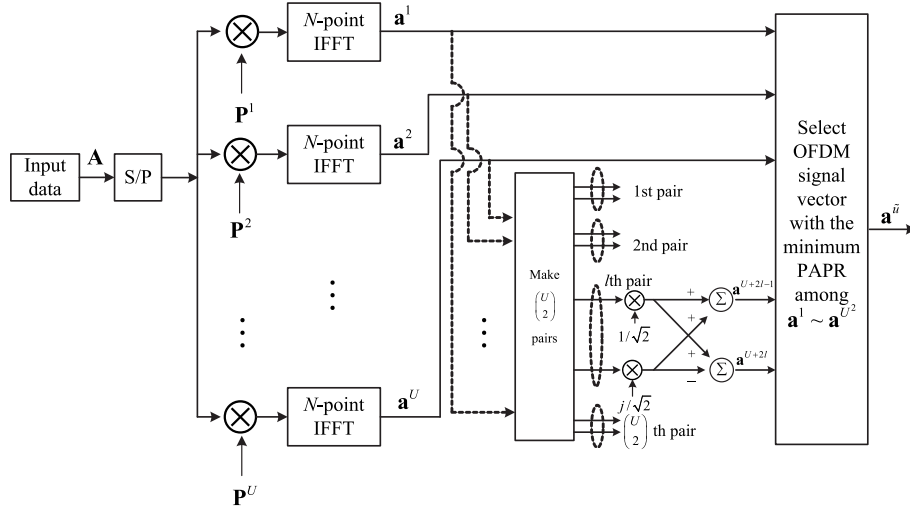 Input
data
A
S/P
P^1
N-point
IFFT
a^1
P^2
N-point
IFFT
a^2
P^U
N-point
IFFT
a^U
Make
(U 2)
pairs
1st pair
2nd pair
lth pair
1/√2
j/√2
+
+
+
−
Σ
Σ
a^{U+2l-1}
a^{U+2l}
(U 2) th pair
Select
OFDM
signal
vector
with the
minimum
PAPR
among
a^1 ~ a^{U^2}
a^ũ